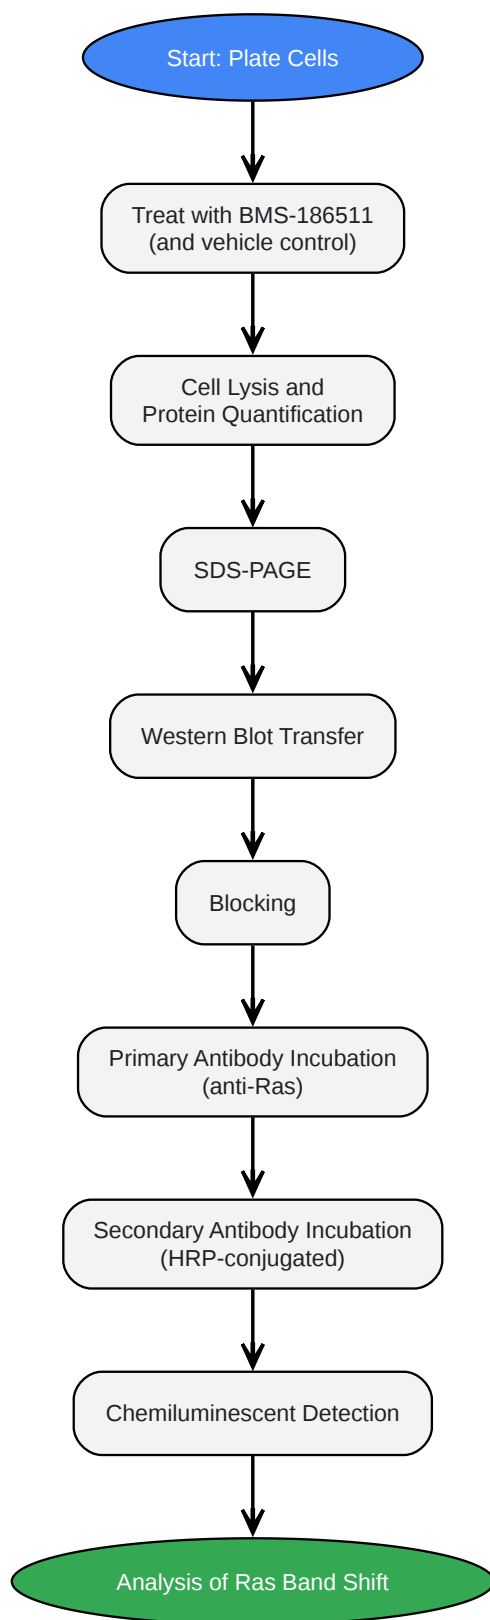 Start: Plate Cells
Treat with BMS-186511
(and vehicle control)
Cell Lysis and
Protein Quantification
SDS-PAGE
Western Blot Transfer
Blocking
Primary Antibody Incubation
(anti-Ras)
Secondary Antibody Incubation
(HRP-conjugated)
Chemiluminescent Detection
Analysis of Ras Band Shift